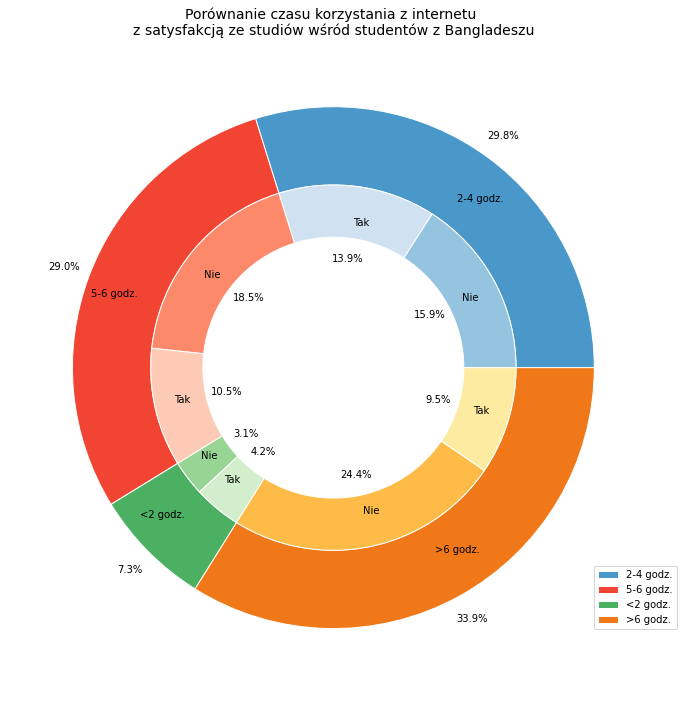 Porównanie czasu korzystania z internetu
z satysfakcją ze studiów wśród studentów z Bangladeszu
29.8%
2-4 godz.
Tak
13.9%
29.0%
5-6 godz.
Nie
18.5%
Nie
15.9%
10.5%
Tak
9.5%
Tak
3.1%
4.2%
Nie
Tak
24.4%
Nie
<2 godz.
7.3%
>6 godz.
33.9%
2-4 godz.
5-6 godz.
<2 godz.
>6 godz.